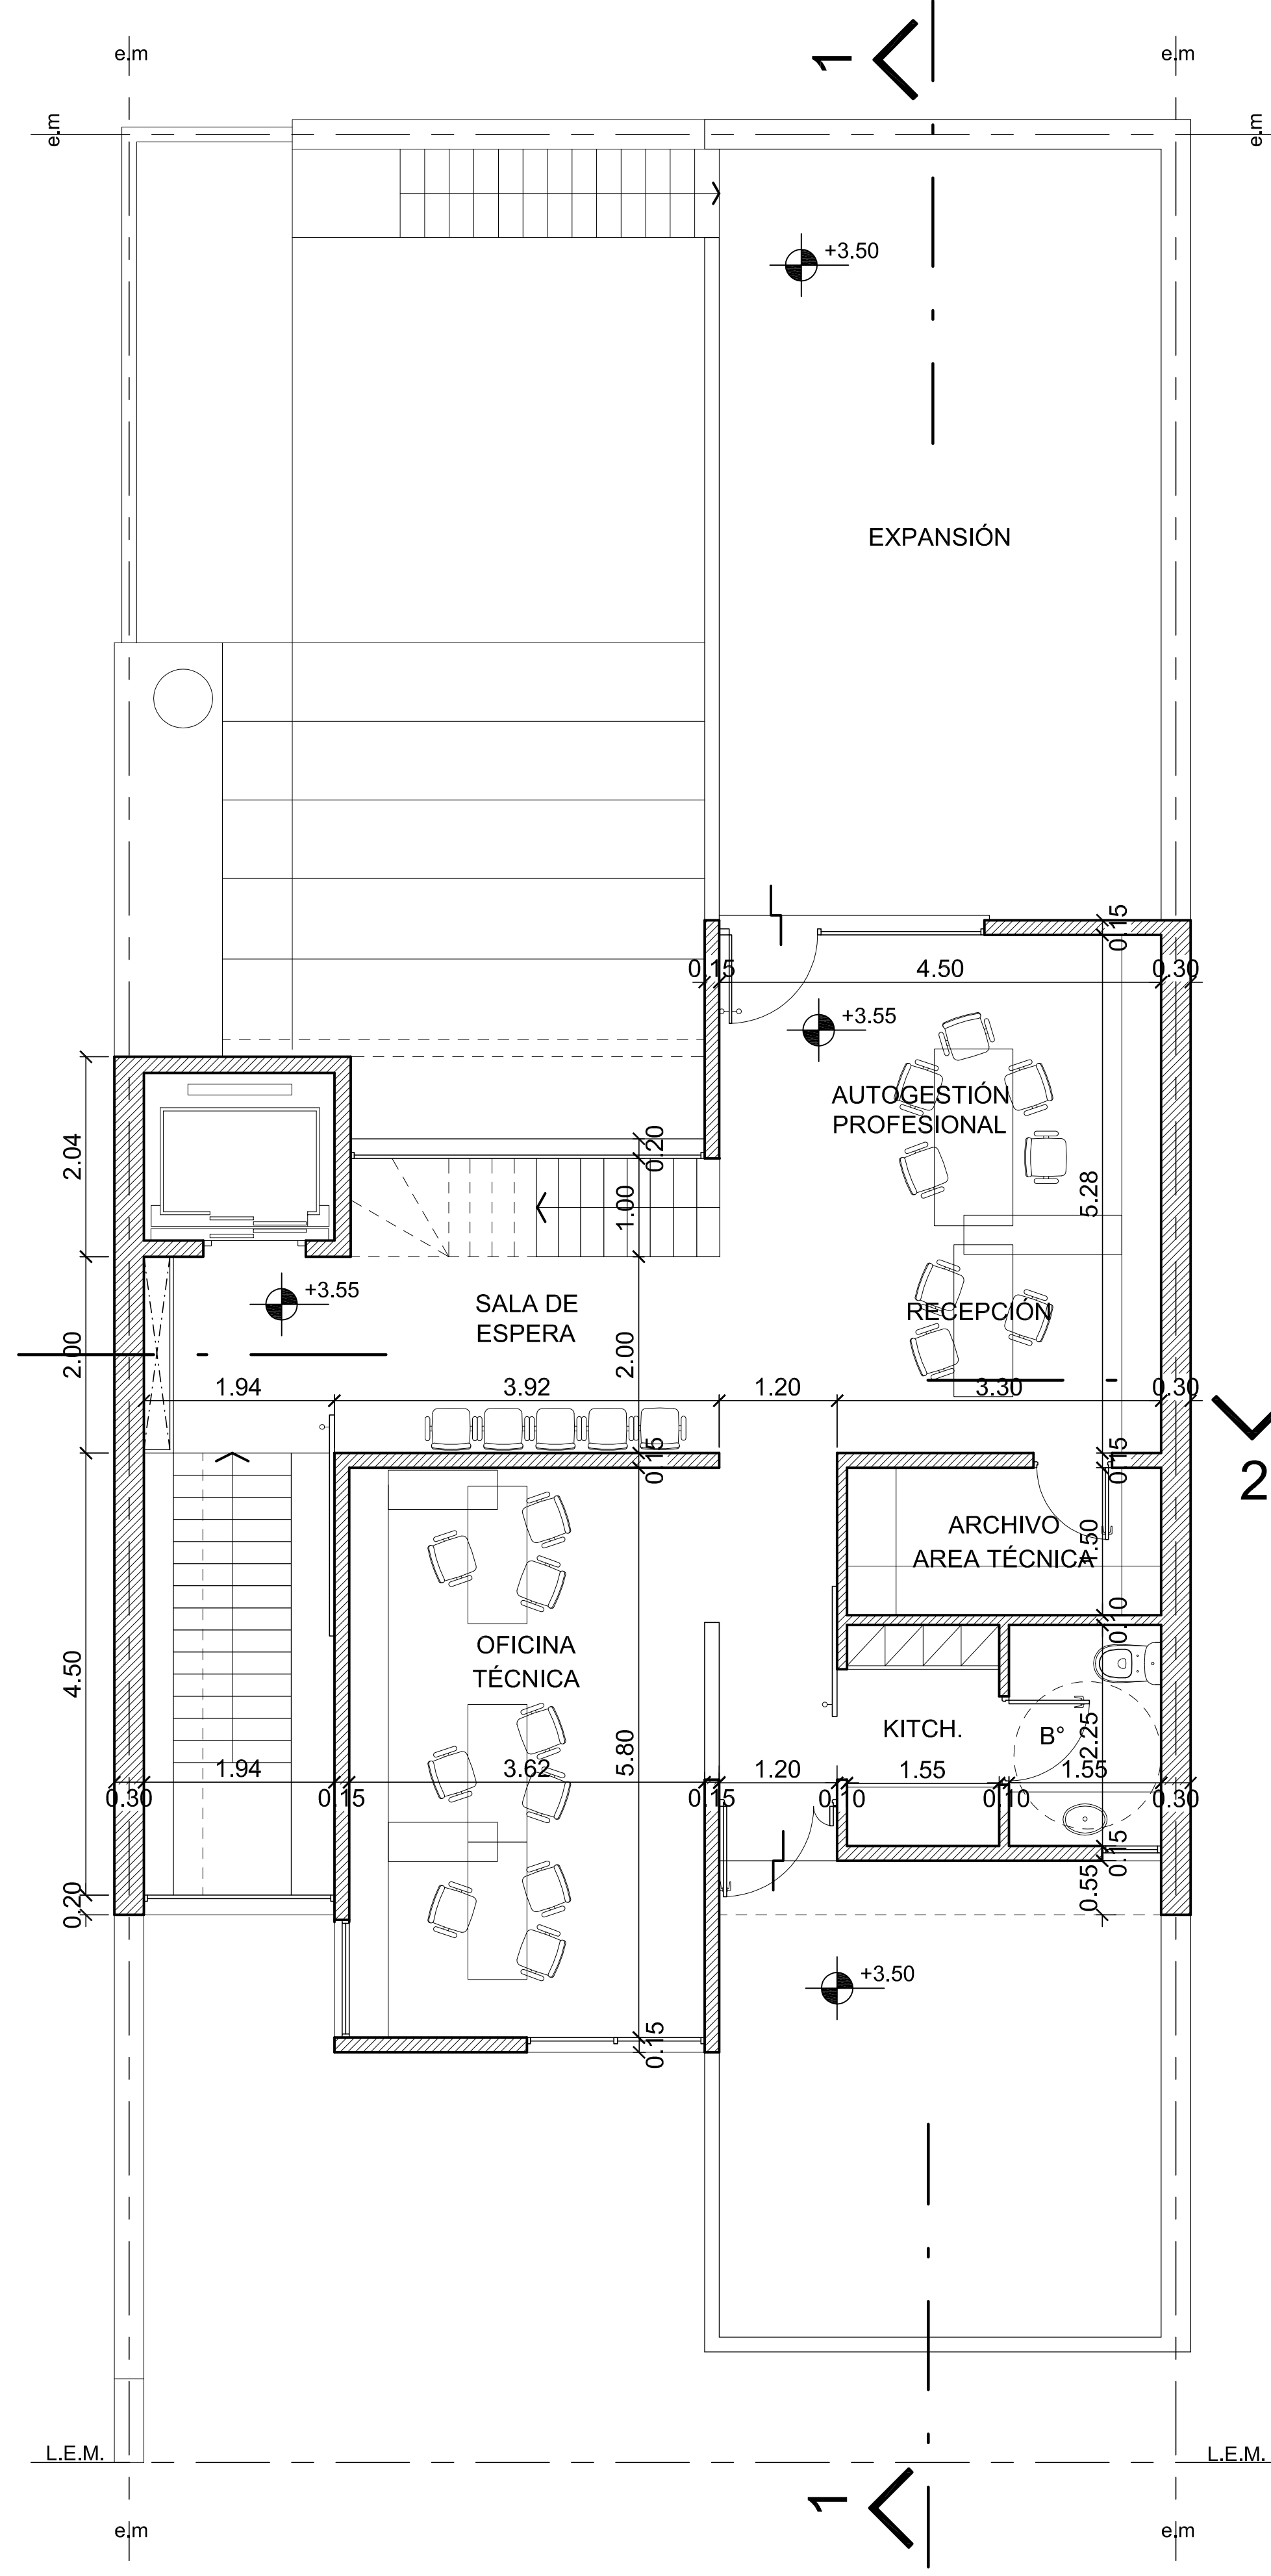 e.m
1
e.m
e.m
e.m
+3.50
EXPANSIÓN
0.15
0.15
4.50
0.30
+3.55
AUTOGESTIÓN
PROFESIONAL
2.04
0.20
1.00
5.28
+3.55
SALA DE
ESPERA
RECEPCIÓN
2.00
2.00
1.94
3.92
1.20
3.30
0.30
0.15
0.15
2
ARCHIVO
AREA TÉCNICA
1.50
0.10
OFICINA
TÉCNICA
4.50
KITCH.
B°
2.25
5.80
1.94
3.62
1.20
1.55
1.55
0.30
0.15
0.15
0.10
0.10
0.30
0.15
0.55
0.20
+3.50
0.15
L.E.M.
L.E.M.
1
e.m
e.m